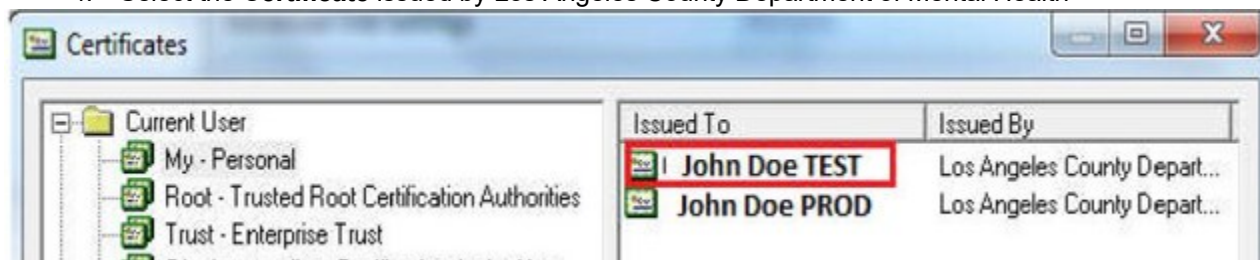 Select the Certificate issued by Los Angeles County Department of Mental Health
Certificates
Current User
My - Personal
Root - Trusted Root Certification Authorities
Trust - Enterprise Trust
Issued To
Issued By
John Doe TEST
Los Angeles County Depart...
John Doe PROD
Los Angeles County Depart...